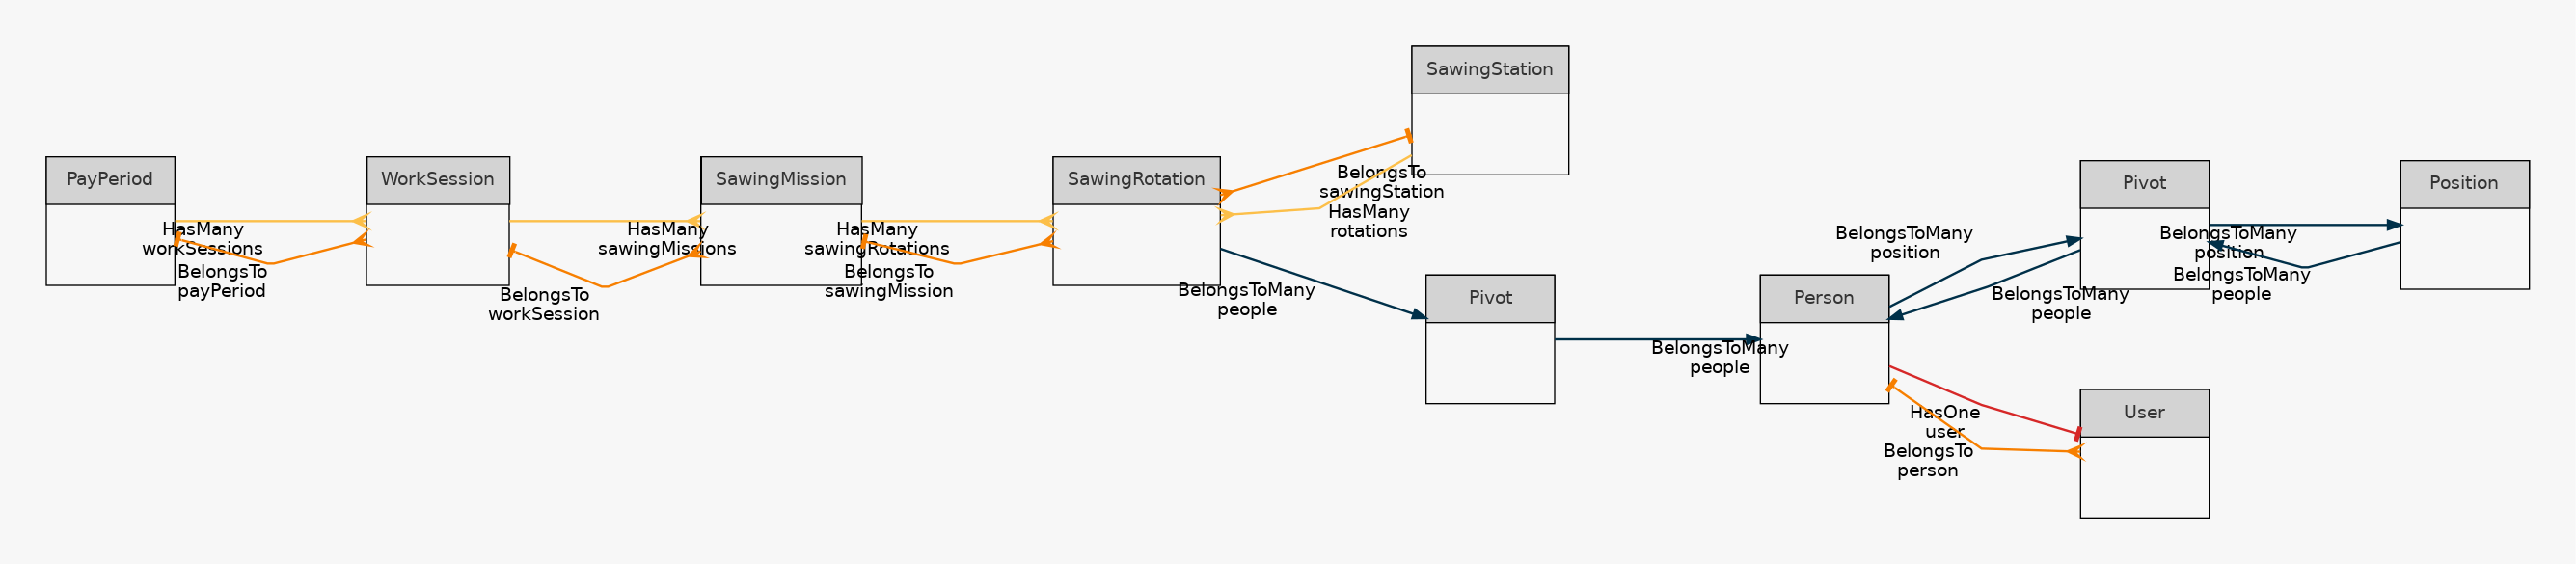 SawingStation
PayPeriod
WorkSession
SawingMission
SawingRotation
Pivot
Position
BelongsTo
sawingStation
HasMany
rotations
HasMany
workSessions
BelongsTo
payPeriod
HasMany
sawingMissions
BelongsTo
workSession
HasMany
sawingRotations
BelongsTo
sawingMission
BelongsToMany
people
Pivot
BelongsToMany
people
Person
BelongsToMany
position
BelongsToMany
people
BelongsToMany
position
BelongsToMany
people
HasOne
user
BelongsTo
person
User